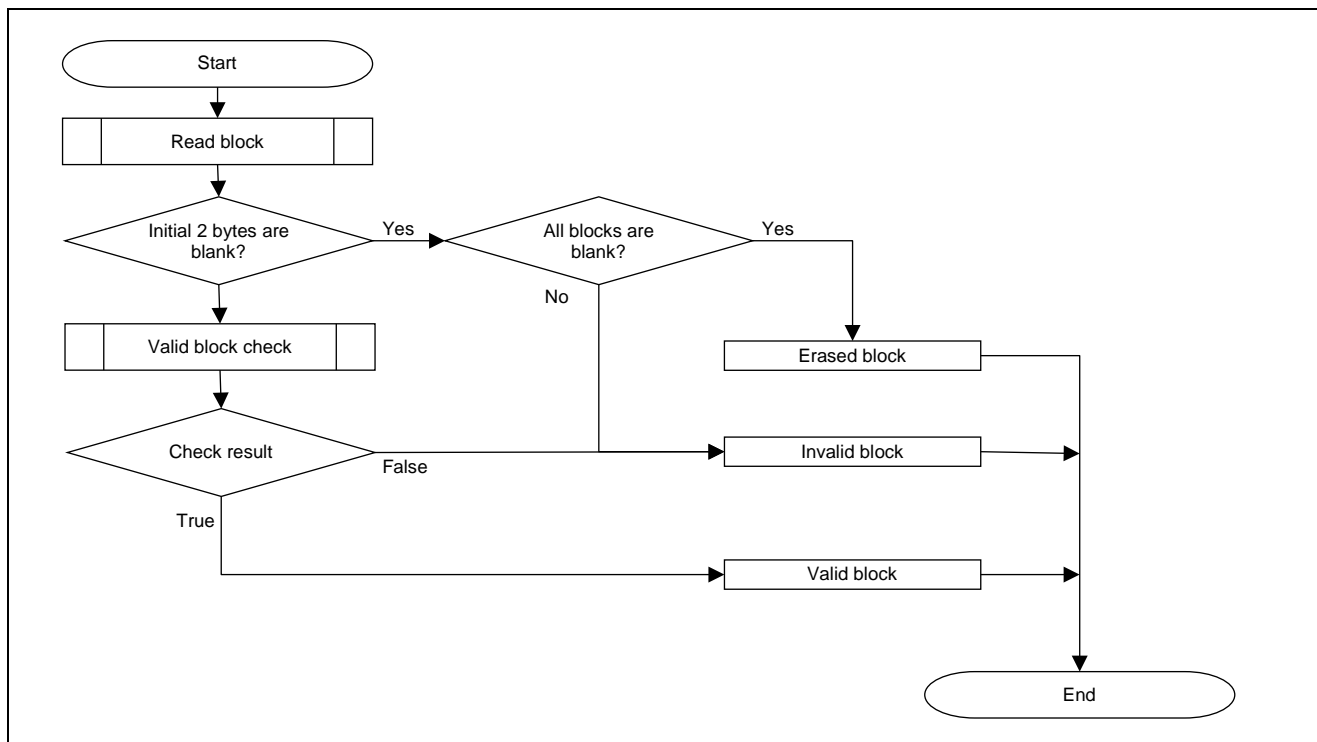 Start
Read block
Initial 2 bytes are
blank?
Yes
All blocks are
blank?
Yes
No
Valid block check
Erased block
Check result
False
Invalid block
True
Valid block
End